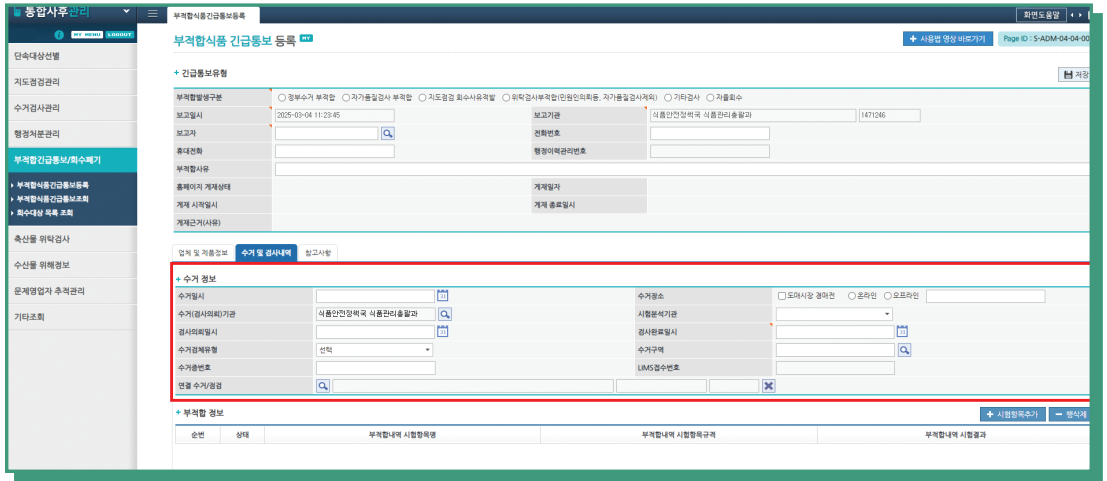 통합사후관리
부적합식품긴급통보등록
화면도움말
MY MENU LOGOUT
부적합식품 긴급통보 등록 MY
+ 사용법 영상 바로가기
Page ID : S-ADM-04-04-00
단속대상선별
지도점검관리
수거검사관리
행정처분관리
부적합긴급통보/회수폐기
부적합식품긴급통보등록
부적합식품긴급통보조회
회수대상 목록 조회
축산물 위탁검사
수산물 위해정보
문제영업자 추적관리
기타조회
+ 긴급통보유형
저장
부적합발생구분 정부수거 부적합 자가품질검사 부적합 지도점검 회수사유적발 위탁검사부적합(민원인의뢰등, 자가품질검사제외) 기타검사 자율회수
보고일시 2025-03-04 11:23:45 보고기관 식품안전정책국 식품관리총괄과 1471246
보고자 전화번호
휴대전화 행정이력관리번호
부적합사유
홈페이지 게재상태 게재일자
게재 시작일시 게재 종료일시
게재근거(사유)
업체 및 제품정보 수거 및 검사내역 참고사항
+ 수거 정보
수거일시 수거장소 도매시장 경매전 온라인 오프라인
수거(검사의뢰)기관 식품안전정책국 식품관리총괄과 시험분석기관
검사의뢰일시 검사완료일시
수거검체유형 선택 수거구역
수거증번호 LIMS접수번호
연결 수거/점검
+ 부적합 정보
+ 시험항목추가 − 행삭제
순번 상태 부적합내역 시험항목명 부적합내역 시험항목규격 부적합내역 시험결과